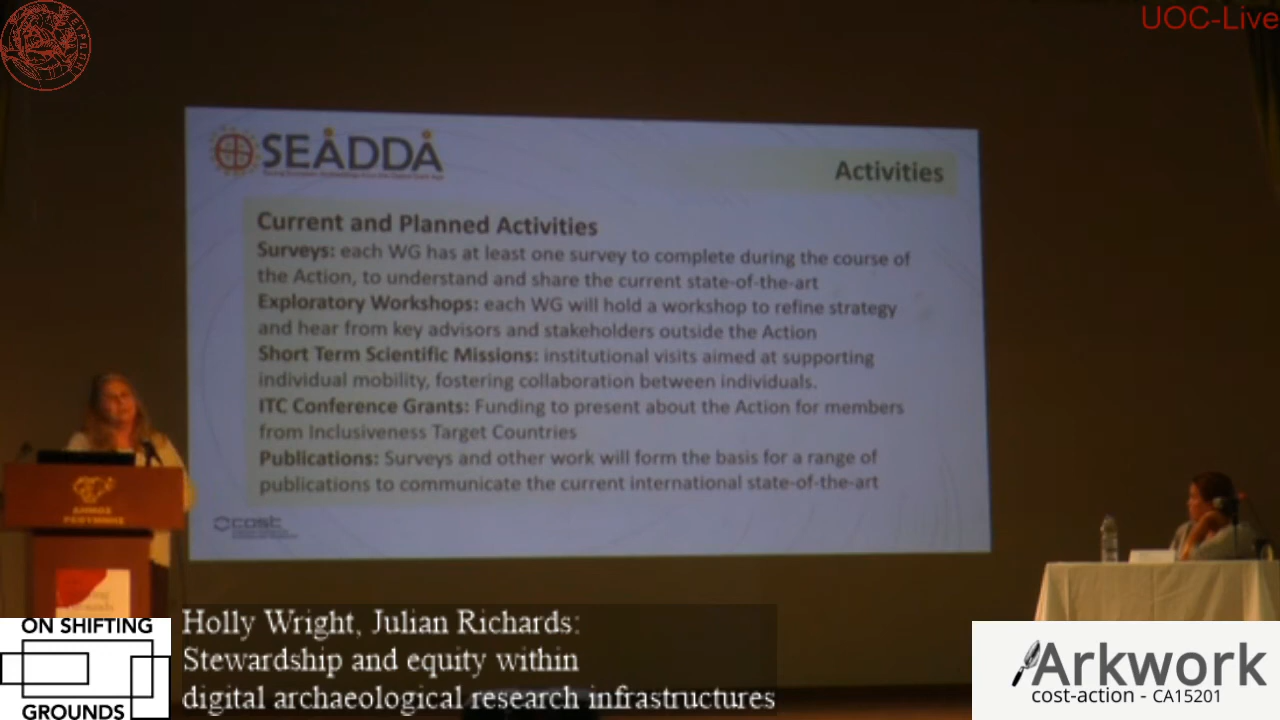 UOC-Live
SEADDA
Activities
Current and Planned Activities
Surveys: each WG has at least one survey to complete during the course of
the Action, to understand and share the current state-of-the-art
Exploratory Workshops: each WG will hold a workshop to refine strategy
and hear from key advisors and stakeholders outside the Action
Short Term Scientific Missions: institutional visits aimed at supporting
individual mobility, fostering collaboration between individuals.
ITC Conference Grants: Funding to present about the Action for members
from Inclusiveness Target Countries
Publications: Surveys and other work will form the basis for a range of
publications to communicate the current international state-of-the-art
cost
ΔΗΜΟΣ
ΡΕΘΥΜΝΗΣ
ON SHIFTING
GROUNDS
Holly Wright, Julian Richards:
Stewardship and equity within
digital archaeological research infrastructures
Arkwork
cost-action - CA15201